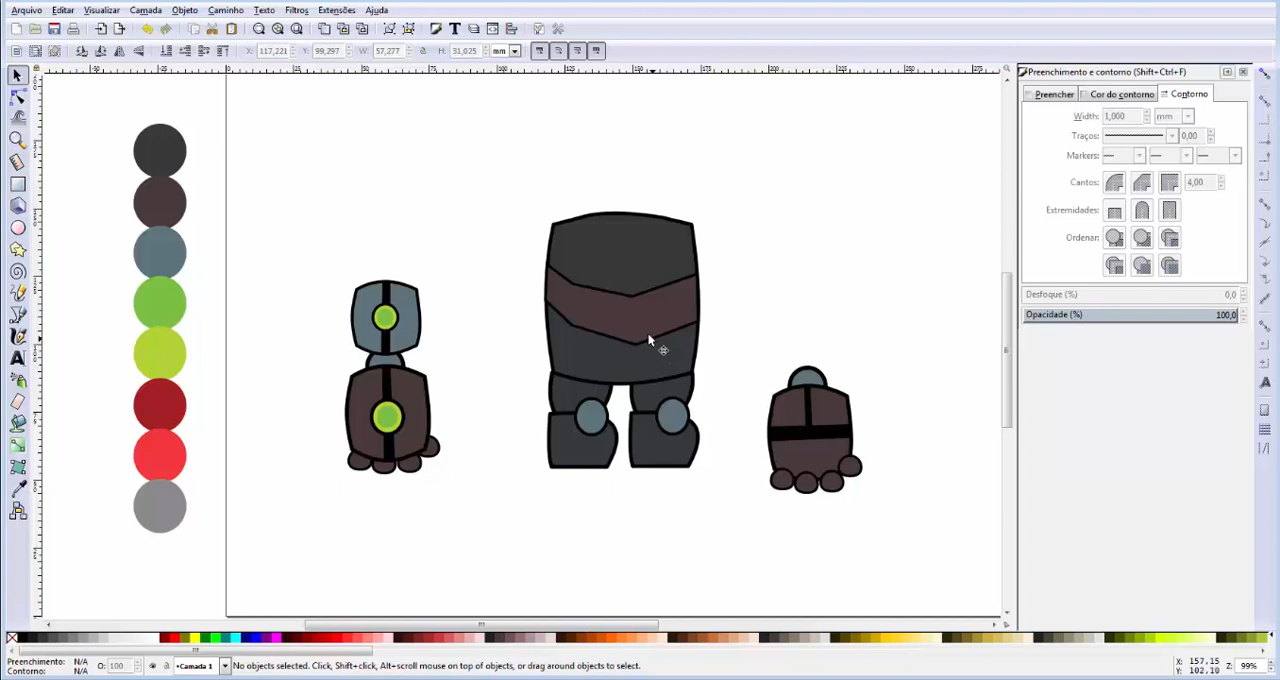 Arquivo Editar Visualizar Camada Objeto Caminho Texto Filtros Extensões Ajuda
X: 117,221 Y: 99,297 W: 57,277 H: 31,025 mm
Preenchimento e contorno (Shift+Ctrl+F)
Preencher Cor do contorno Contorno
Width: 1,000 mm
Traços: 0,00
Markers:
Cantos: 4,00
Extremidades:
Ordenar:
Desfoque (%) 0,0
Opacidade (%) 100,0
Preenchimento: N/A
Contorno: N/A
O: 100
•Camada 1
No objects selected. Click, Shift+click, Alt+scroll mouse on top of objects, or drag around objects to select.
X: 157,15
Y: 102,10
Z: 99%